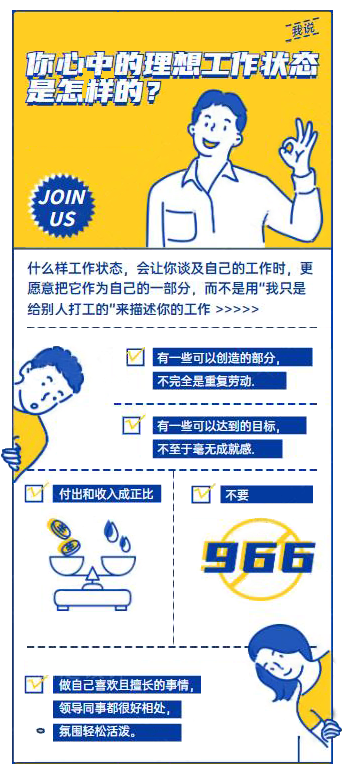 我说
你心中的理想工作状态
是怎样的？
JOIN
US
什么样工作状态，会让你谈及自己的工作时，更
愿意把它作为自己的一部分，而不是用“我只是
给别人打工的”来描述你的工作 >>>>>
有一些可以创造的部分，
不完全是重复劳动.
有一些可以达到的目标，
不至于毫无成就感.
付出和收入成正比
不要
966
做自己喜欢且擅长的事情，
领导同事都很好相处，
氛围轻松活泼。